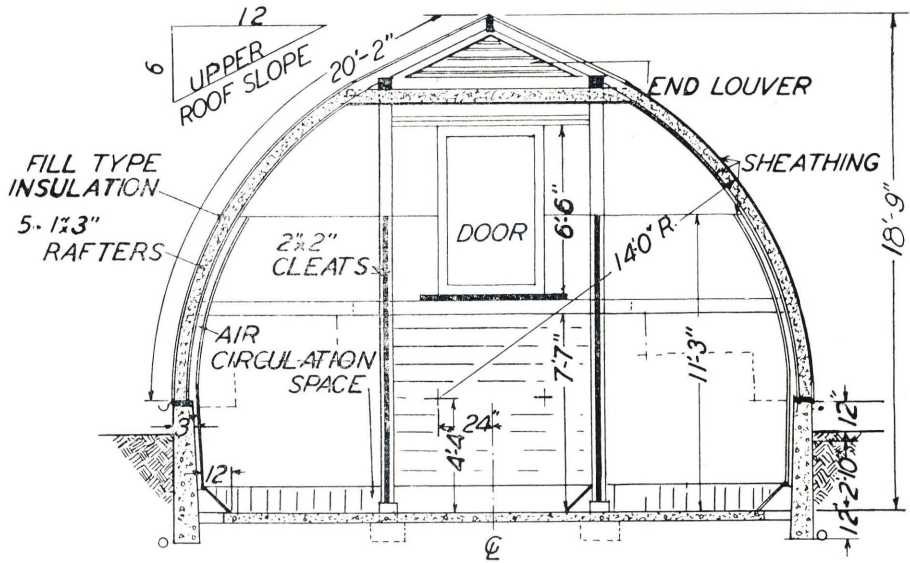 12
6
UPPER
ROOF SLOPE
20'-2"
END LOUVER
FILL TYPE
INSULATION
SHEATHING
5-1"x3"
RAFTERS
2"x2"
CLEATS
DOOR
6'-6"
14'0" R.
18'-9"
AIR
CIRCULATION
SPACE
7'-7"
11'-3"
3"
24"
4'-4"
12"
12"
2'-10"
12"
℄